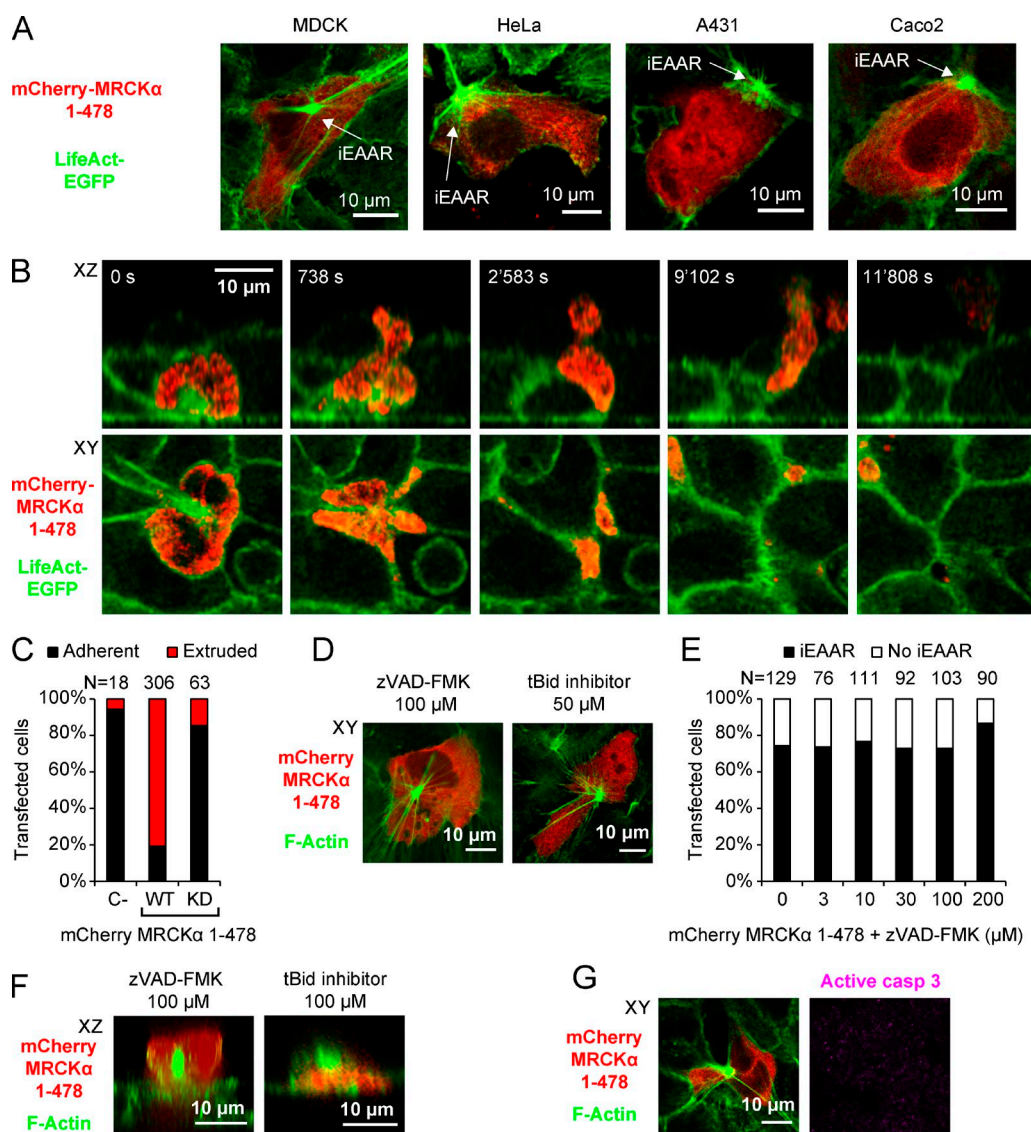 A
MDCK
HeLa
A431
Caco2
mCherry-MRCKα
1-478
LifeAct-
EGFP
iEAAR
iEAAR
iEAAR
iEAAR
10 µm
10 µm
10 µm
10 µm
B
XZ
0 s
738 s
2'583 s
9'102 s
11'808 s
10 µm
XY
mCherry-
MRCKα
1-478
LifeAct-
EGFP
C
Adherent
Extruded
N=18
306
63
100%
80%
60%
40%
20%
0%
Transfected cells
C-
WT
KD
mCherry MRCKα 1-478
D
zVAD-FMK
100 µM
tBid inhibitor
50 µM
XY
mCherry
MRCKα
1-478
F-Actin
10 µm
10 µm
E
iEAAR
No iEAAR
N=129
76
111
92
103
90
100%
80%
60%
40%
20%
0%
Transfected cells
0
3
10
30
100
200
mCherry MRCKα 1-478 + zVAD-FMK (µM)
F
zVAD-FMK
100 µM
tBid inhibitor
100 µM
XZ
mCherry
MRCKα
1-478
F-Actin
10 µm
10 µm
G
Active casp 3
XY
mCherry
MRCKα
1-478
F-Actin
10 µm